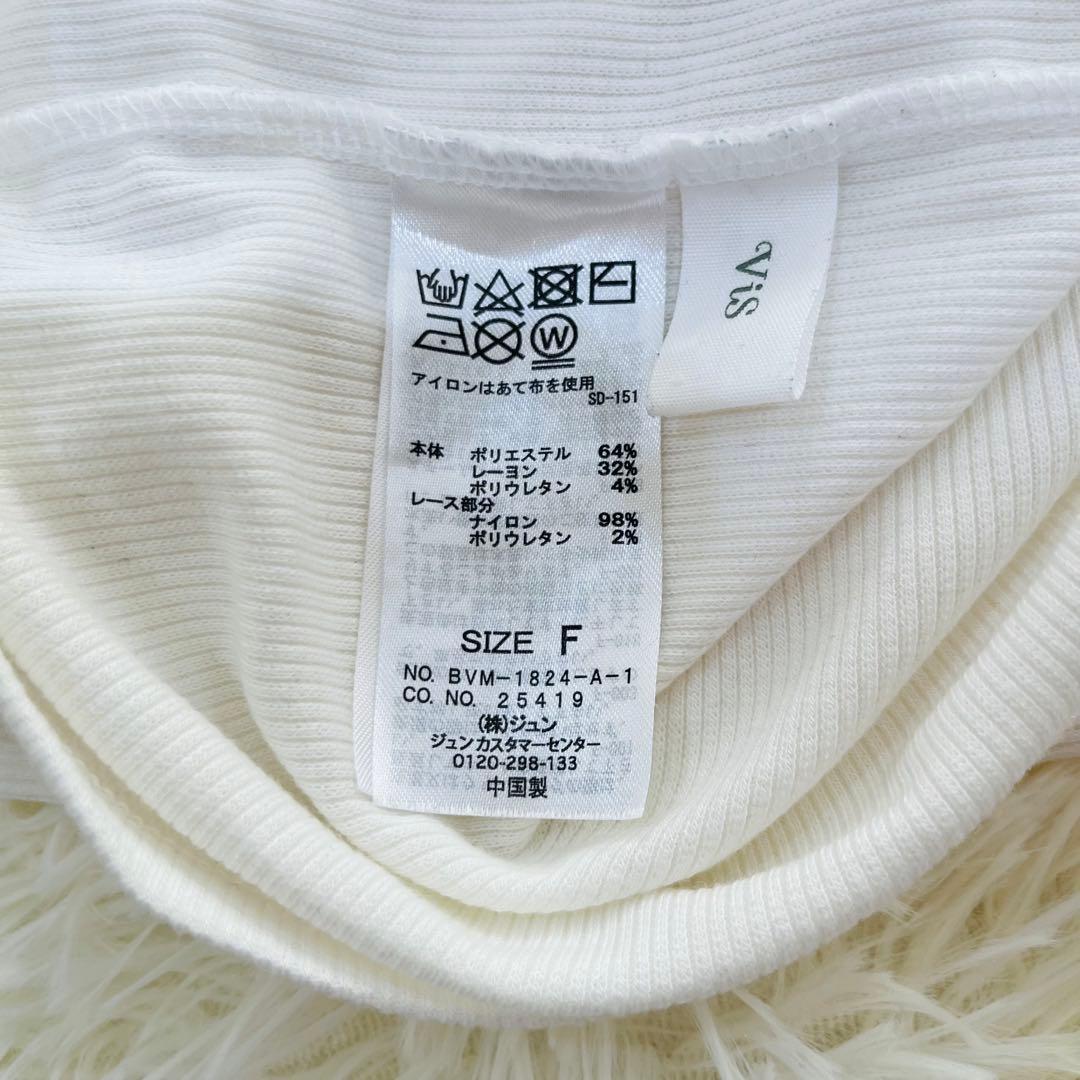 W
アイロンはあて布を使用
SD-151
本体 ポリエステル 64%
レーヨン 32%
ポリウレタン 4%
レース部分
ナイロン 98%
ポリウレタン 2%
SIZE F
NO. BVM-1824-A-1
CO. NO. 25419
(株)ジュン
ジュンカスタマーセンター
0120-298-133
中国製
ViS